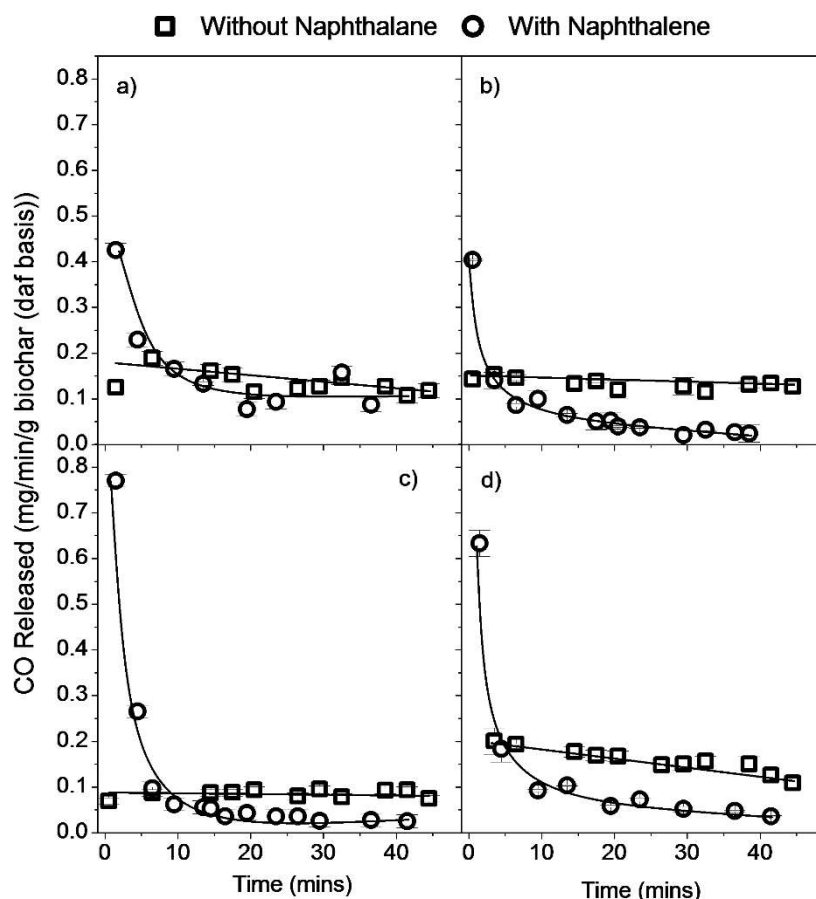 Without Naphthalane With Naphthalene
a)
b)
0.8
0.7
0.6
0.5
0.4
0.3
0.2
0.1
0.0
c)
d)
0.8
0.7
0.6
0.5
0.4
0.3
0.2
0.1
0.0
CO Released (mg/min/g biochar (daf basis))
0 10 20 30 40 0 10 20 30 40
Time (mins) Time (mins)